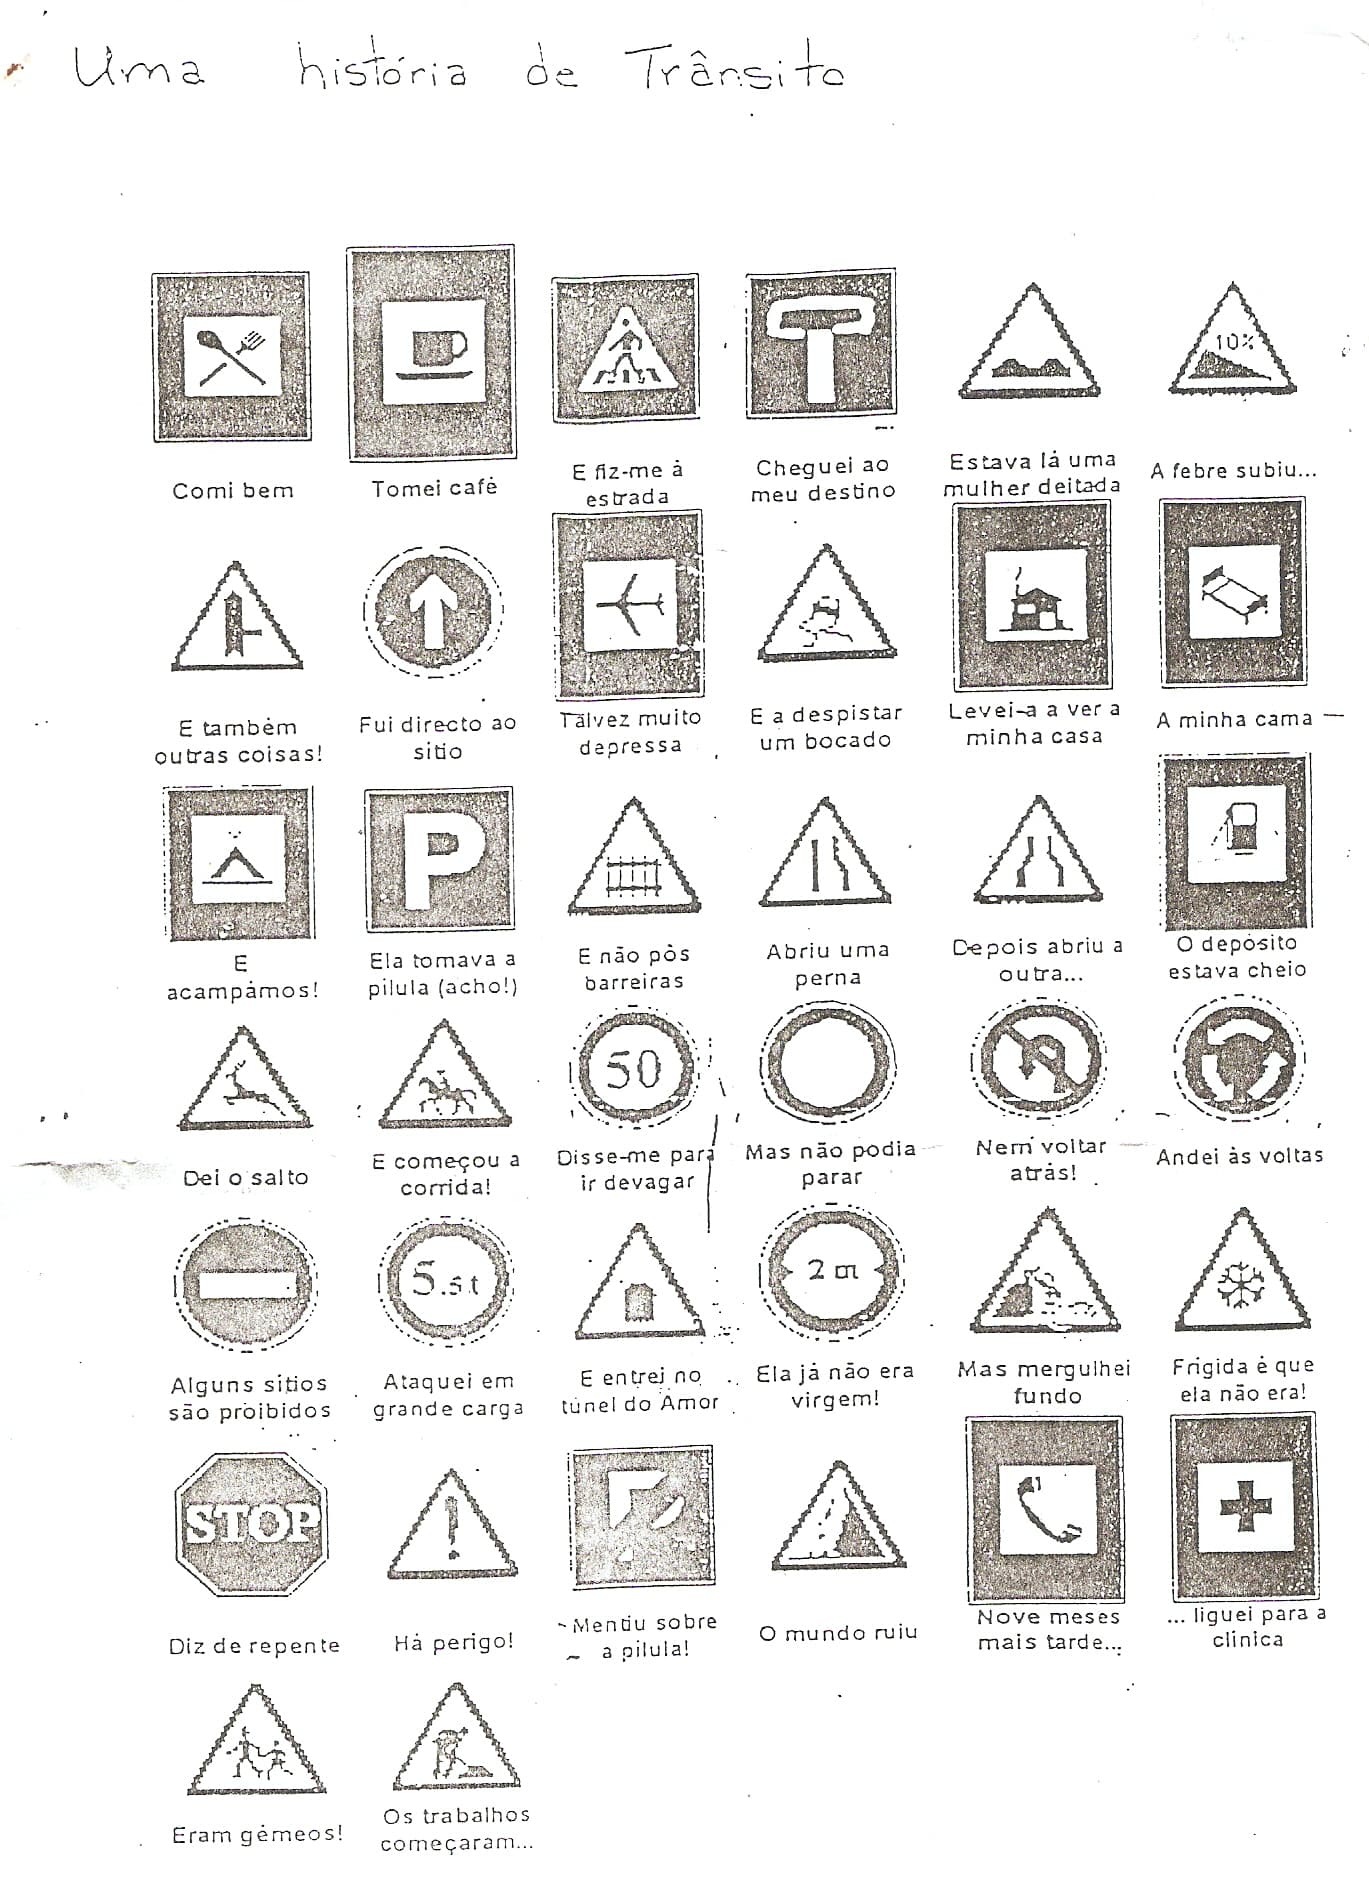 Uma história de Trânsito
10%
Comi bem
Tomei café
E fiz-me à
estrada
Cheguei ao
meu destino
Estava lá uma
mulher deitada
A febre subiu...
E também
outras coisas!
Fui directo ao
sitio
Talvez muito
depressa
E a despistar
um bocado
Levei-a a ver a
minha casa
A minha cama
P
E
acampámos!
Ela tomava a
pilula (acho!)
E não pôs
barreiras
Abriu uma
perna
Depois abriu a
outra...
O depósito
estava cheio
50
Dei o salto
E começou a
corrida!
Disse-me para
ir devagar
Mas não podia
parar
Nem voltar
atrás!
Andei às voltas
5.5t
2 m
Alguns sitios
são proibidos
Ataquei em
grande carga
E entrei no
túnel do Amor
Ela já não era
virgem!
Mas mergulhei
fundo
Frigida é que
ela não era!
STOP
!
Diz de repente
Há perigo!
Mentiu sobre
a pilula!
O mundo ruiu
Nove meses
mais tarde...
... liguei para a
clínica
Eram gémeos!
Os trabalhos
começaram...